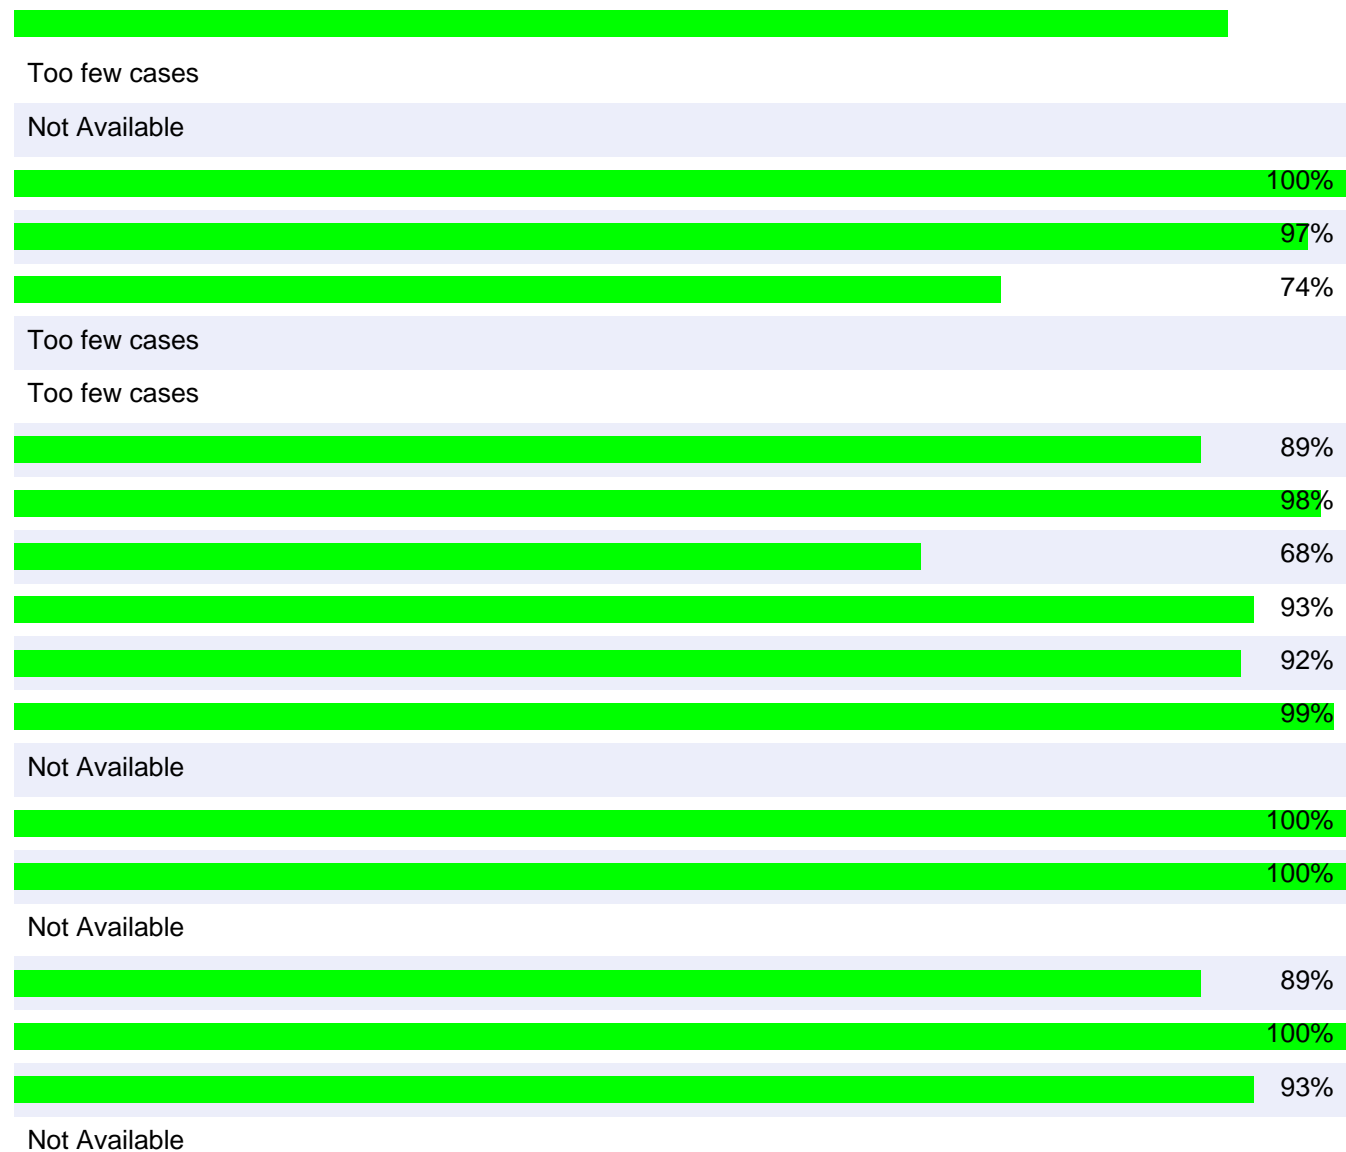 Too few cases
Not Available
100%
97%
74%
Too few cases
Too few cases
89%
98%
68%
93%
92%
99%
Not Available
100%
100%
Not Available
89%
100%
93%
Not Available